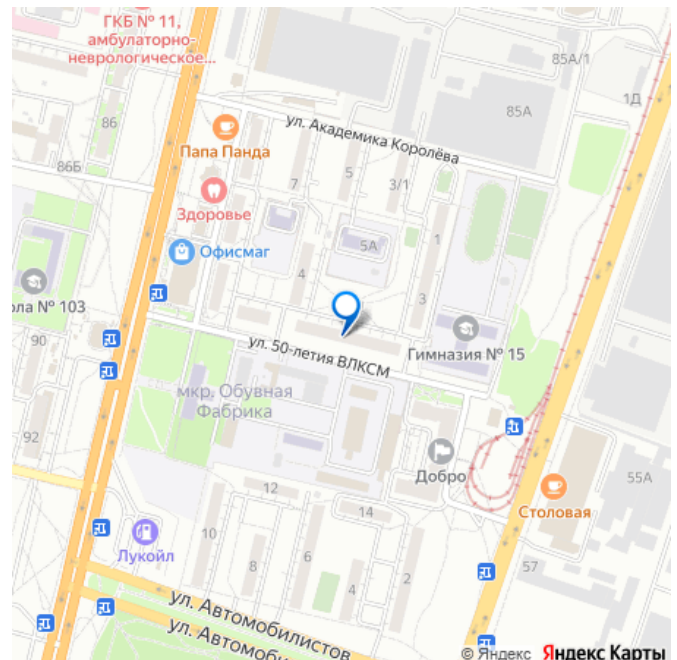 ГКБ № 11,
амбулаторно-
неврологическое...
85А/1
1Д
85А
86
ул. Академика Королёва
Папа Панда
86Б
5
7
3/1
Здоровье
1
5А
Офисмаг
4
ола № 103
3
90
ул. 50-летия ВЛКСМ
Гимназия № 15
мкр. Обувная
Фабрика
92
Добро
55А
12
Столовая
14
10
Лукойл
8
6
57
4
2
ул. Автомобилистов
ул. Автомоби
© Яндекс Яндекс Карты